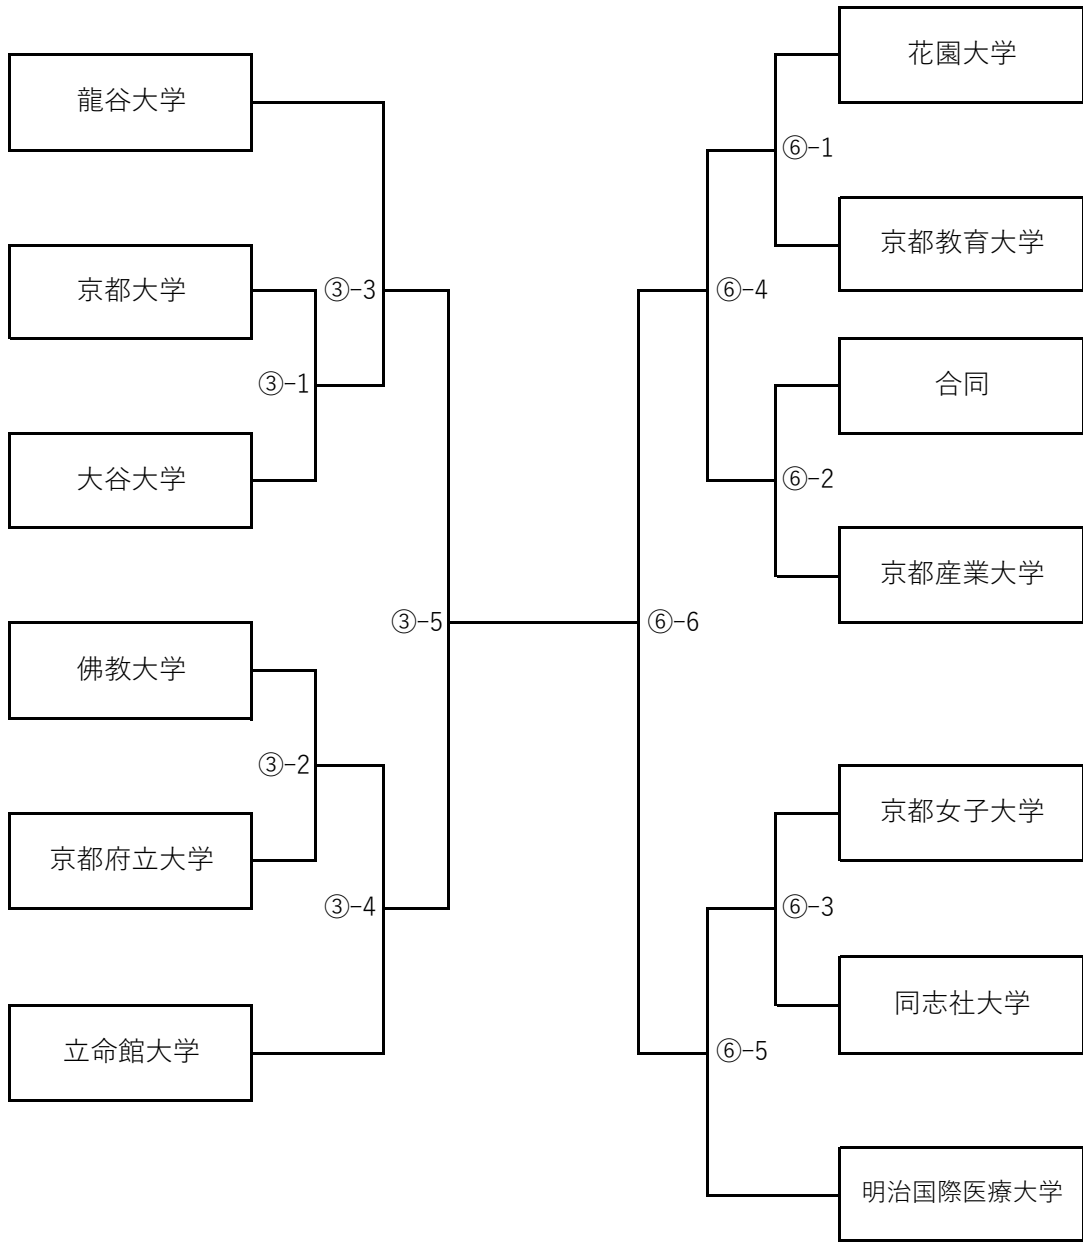 龍谷大学
京都大学
大谷大学
佛教大学
京都府立大学
立命館大学
③-1
③-2
③-3
③-4
③-5
⑥-6
⑥-4
⑥-5
⑥-1
⑥-2
⑥-3
花園大学
京都教育大学
合同
京都産業大学
京都女子大学
同志社大学
明治国際医療大学